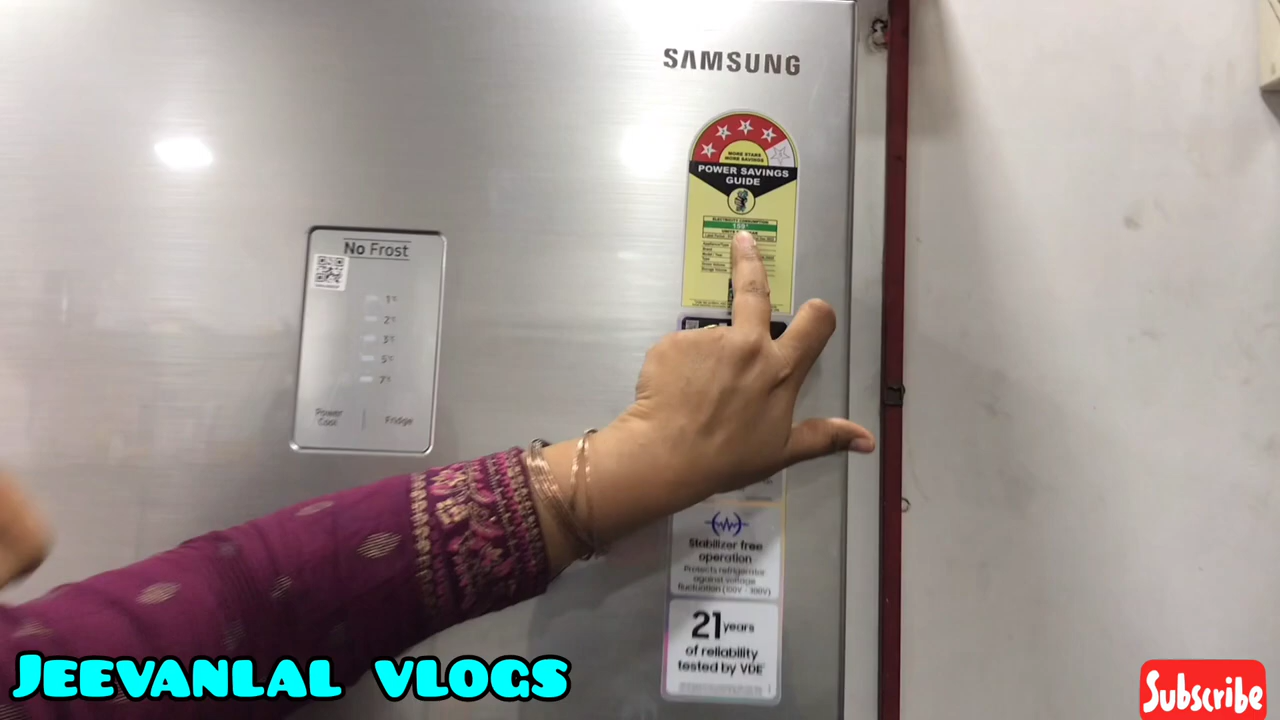 SAMSUNG
MORE STARS
MORE SAVINGS
POWER SAVINGS
GUIDE
ELECTRICITY CONSUMPTION
No Frost
1°C
2°C
3°C
5°C
7°C
Power
Cool
Fridge
Stabilizer free
operation
Protects refrigerator
against voltage
fluctuation (100V - 300V)
21 years
of reliability
tested by VDE
JEEVANLAL VLOGS
Subscribe